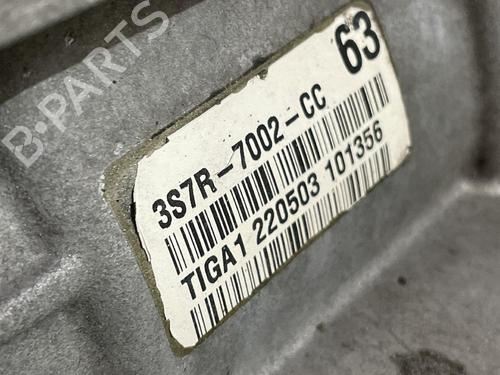 B-PARTS
63
3S7R-7002-CC
TIGA1 220503 101356